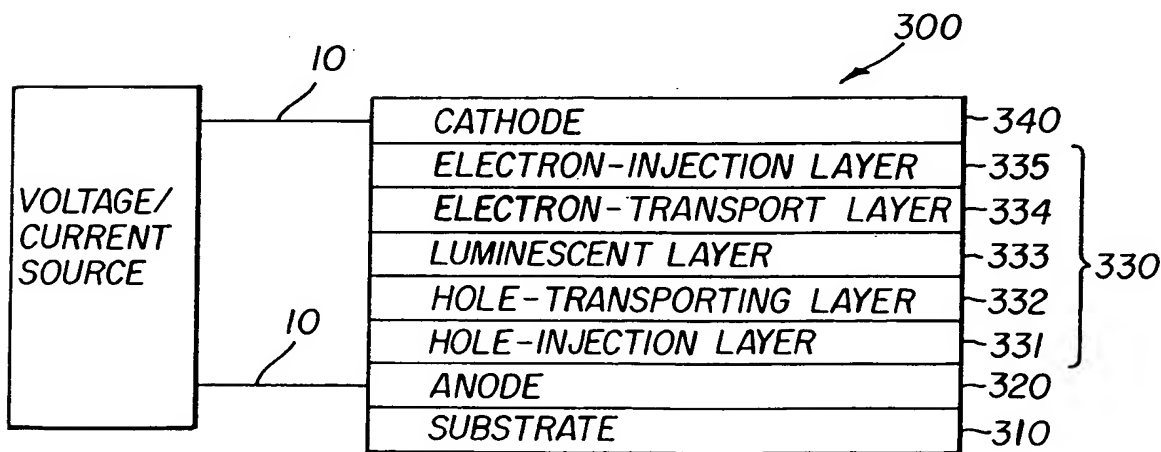 300
10
CATHODE 340
ELECTRON-INJECTION LAYER 335
VOLTAGE/
CURRENT
SOURCE
ELECTRON-TRANSPORT LAYER 334
LUMINESCENT LAYER 333
330
HOLE-TRANSPORTING LAYER 332
10
HOLE-INJECTION LAYER 331
ANODE 320
SUBSTRATE 310